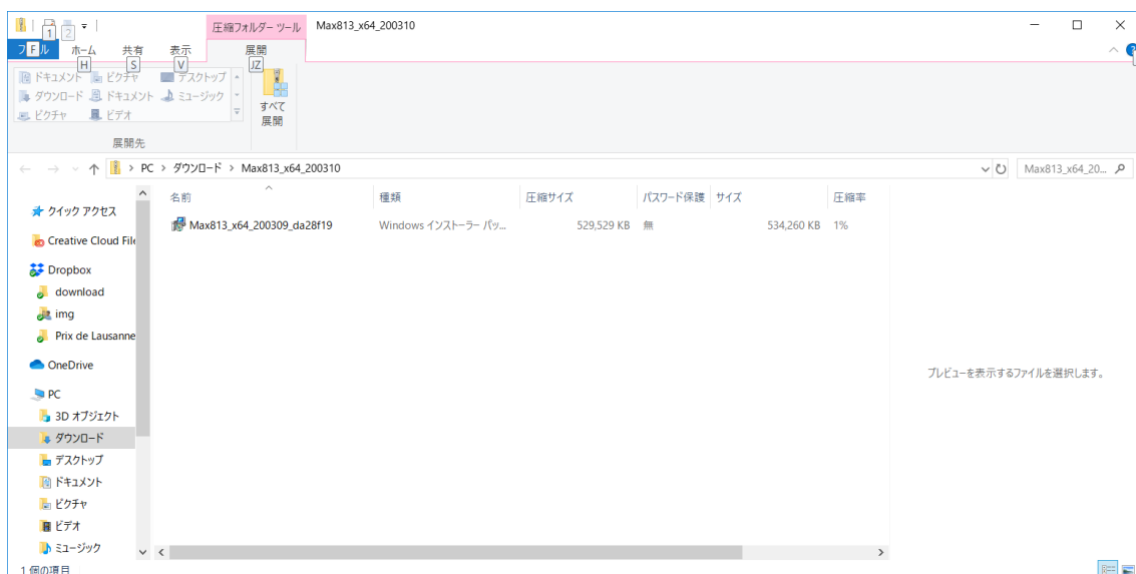 1 2 圧縮フォルダー ツール Max813_x64_200310
ファイル F ホーム H 共有 S 表示 V 展開 JZ
ドキュメント ピクチャ デスクトップ
ダウンロード ドキュメント ミュージック
ピクチャ ビデオ
すべて
展開
展開先
PC > ダウンロード > Max813_x64_200310
Max813_x64_20...
名前 種類 圧縮サイズ パスワード保護 サイズ 圧縮率
Max813_x64_200309_da28f19 Windows インストーラー パッ... 529,529 KB 無 534,260 KB 1%
クイック アクセス
Creative Cloud File
Dropbox
download
img
Prix de Lausanne
OneDrive
PC
3D オブジェクト
ダウンロード
デスクトップ
ドキュメント
ピクチャ
ビデオ
ミュージック
プレビューを表示するファイルを選択します。
1 個の項目